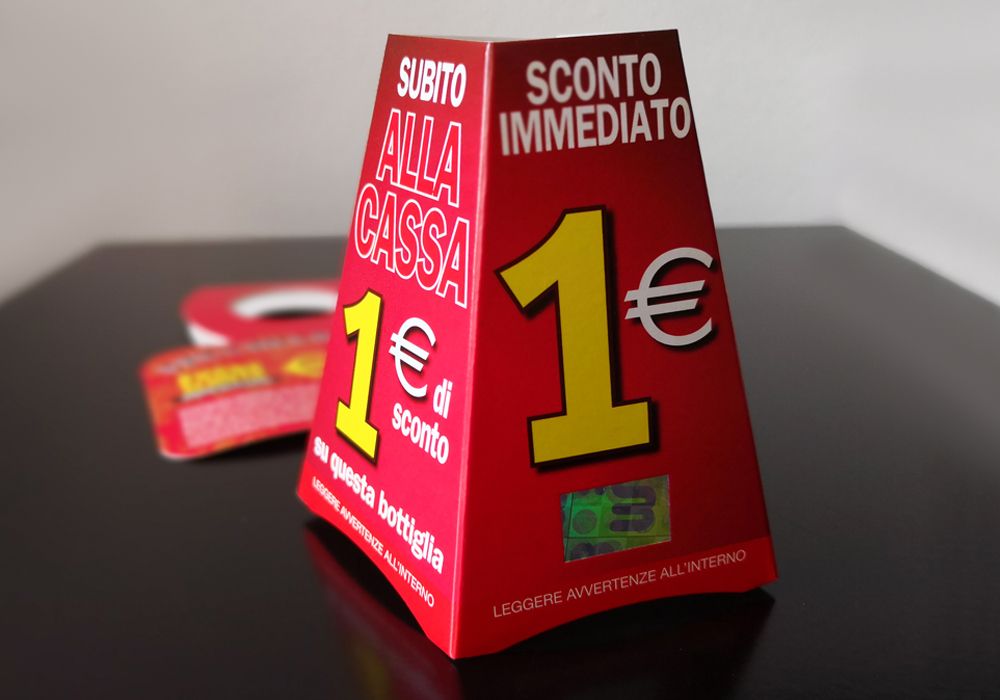 SUBITO
ALLA
CASSA
1 € di
sconto
su questa bottiglia
LEGGERE AVVERTENZE ALL'INTERNO
SCONTO
IMMEDIATO
1 €
LEGGERE AVVERTENZE ALL'INTERNO